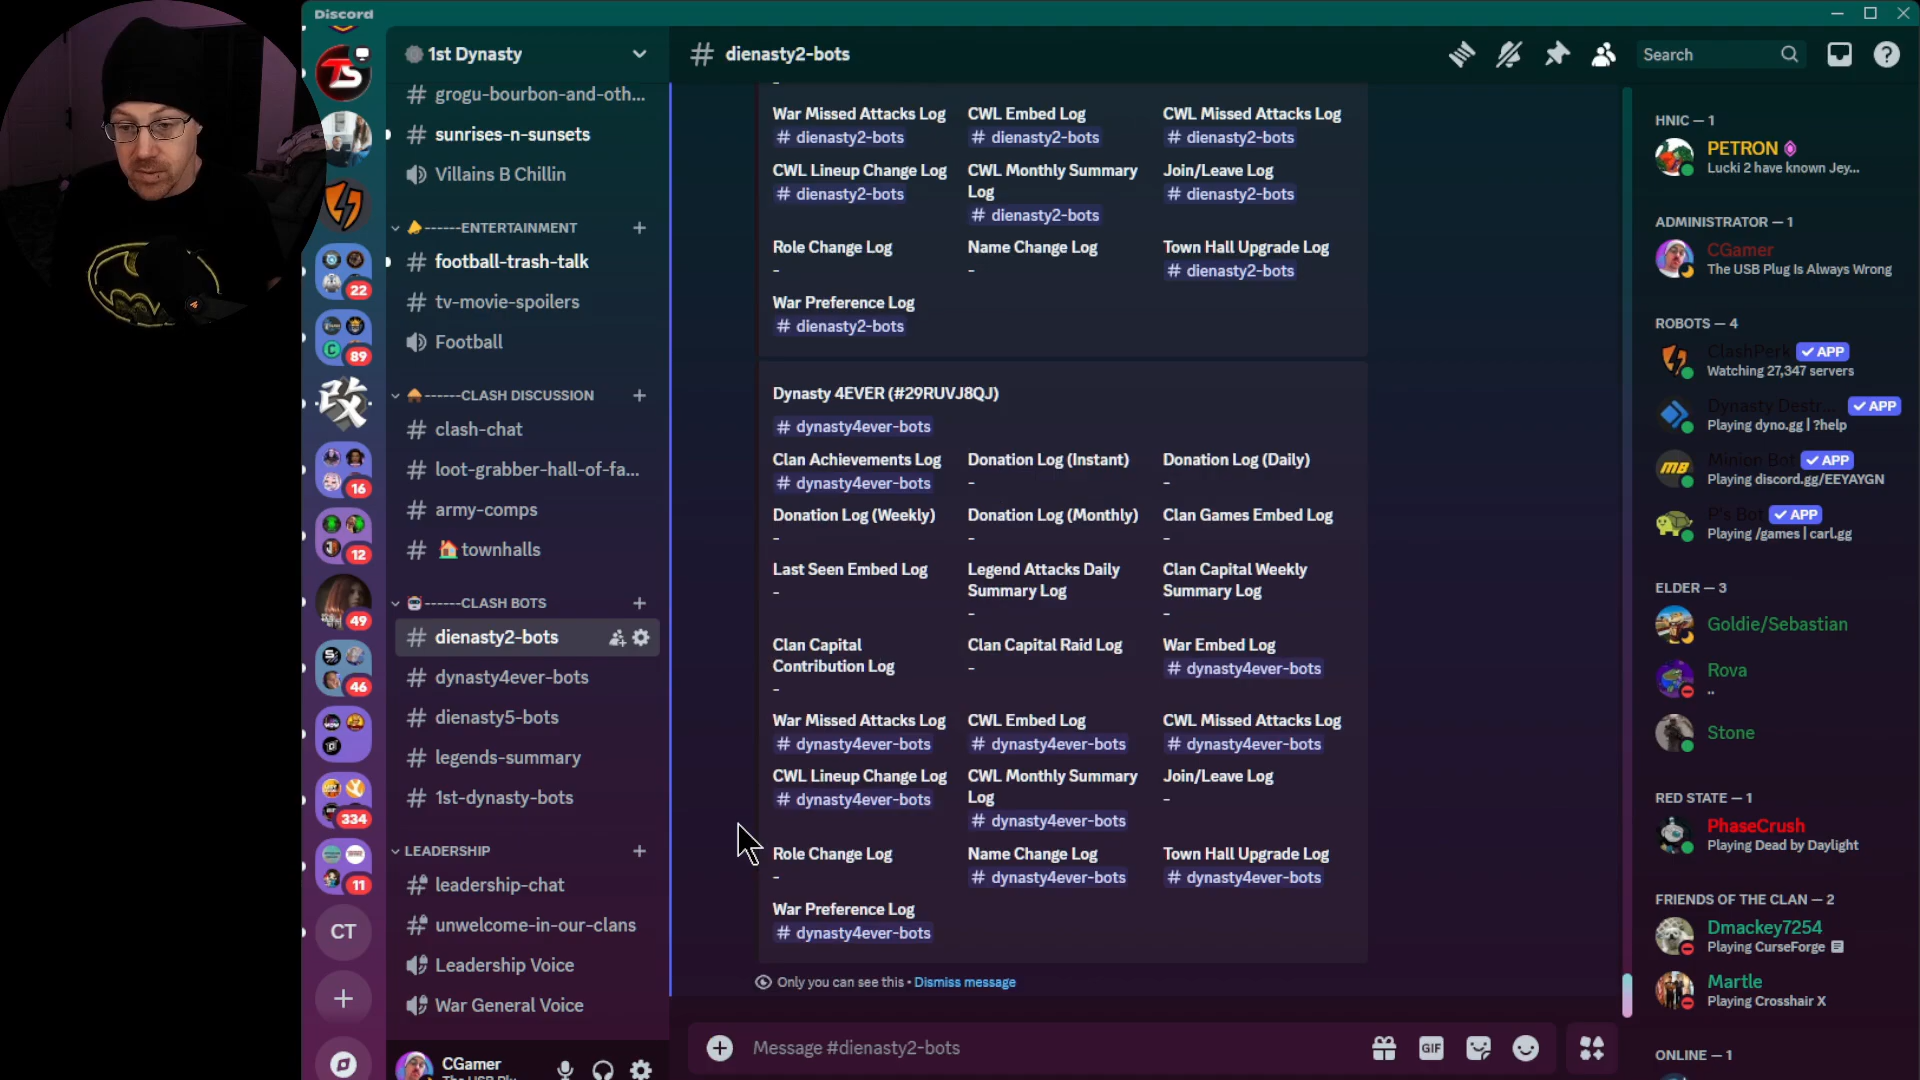 Discord
1st Dynasty
grogu-bourbon-and-oth...
sunrises-n-sunsets
Villains B Chillin
------ENTERTAINMENT
football-trash-talk
tv-movie-spoilers
Football
------CLASH DISCUSSION
clash-chat
loot-grabber-hall-of-fa...
army-comps
townhalls
------CLASH BOTS
dienasty2-bots
dynasty4ever-bots
dienasty5-bots
legends-summary
1st-dynasty-bots
LEADERSHIP
leadership-chat
unwelcome-in-our-clans
Leadership Voice
War General Voice
CGamer
TS
22
89
改
16
12
49
46
334
11
CT
# dienasty2-bots
Search
-
War Missed Attacks Log CWL Embed Log CWL Missed Attacks Log
# dienasty2-bots # dienasty2-bots # dienasty2-bots
CWL Lineup Change Log CWL Monthly Summary Join/Leave Log
# dienasty2-bots Log # dienasty2-bots
# dienasty2-bots
Role Change Log Name Change Log Town Hall Upgrade Log
- - # dienasty2-bots
War Preference Log
# dienasty2-bots
Dynasty 4EVER (#29RUVJ8QJ)
# dynasty4ever-bots
Clan Achievements Log Donation Log (Instant) Donation Log (Daily)
# dynasty4ever-bots - -
Donation Log (Weekly) Donation Log (Monthly) Clan Games Embed Log
- - -
Last Seen Embed Log Legend Attacks Daily Clan Capital Weekly
- Summary Log Summary Log
- -
Clan Capital Clan Capital Raid Log War Embed Log
Contribution Log - # dynasty4ever-bots
-
War Missed Attacks Log CWL Embed Log CWL Missed Attacks Log
# dynasty4ever-bots # dynasty4ever-bots # dynasty4ever-bots
CWL Lineup Change Log CWL Monthly Summary Join/Leave Log
# dynasty4ever-bots Log -
# dynasty4ever-bots
Role Change Log Name Change Log Town Hall Upgrade Log
- # dynasty4ever-bots # dynasty4ever-bots
War Preference Log
# dynasty4ever-bots
Only you can see this • Dismiss message
Message #dienasty2-bots
GIF
HNIC — 1
PETRON
Lucki 2 have known Jey...
ADMINISTRATOR — 1
CGamer
The USB Plug Is Always Wrong
ROBOTS — 4
ClashPerk APP
Watching 27,347 servers
Dynasty Destr... APP
Playing dyno.gg | ?help
Minion Bot APP
Playing discord.gg/EEYAYGN
P's Bot APP
Playing /games | carl.gg
ELDER — 3
Goldie/Sebastian
Rova
..
Stone
RED STATE — 1
PhaseCrush
Playing Dead by Daylight
FRIENDS OF THE CLAN — 2
Dmackey7254
Playing CurseForge
Martle
Playing Crosshair X
ONLINE — 1